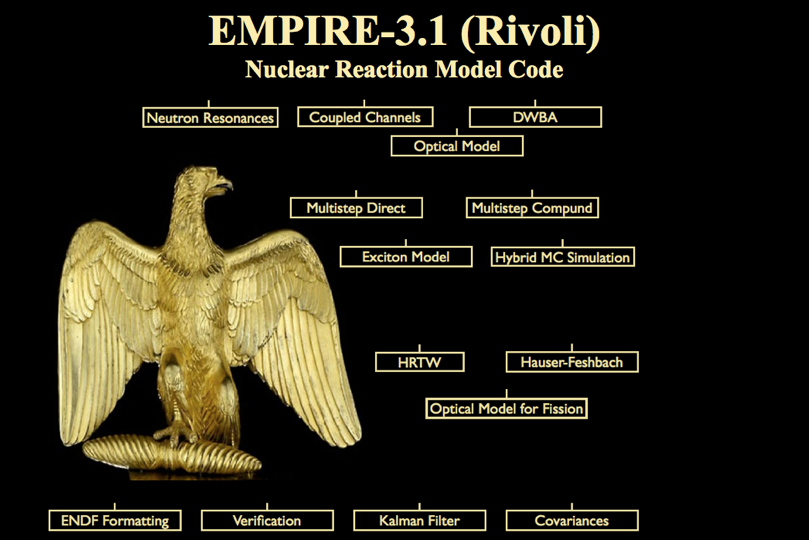 EMPIRE-3.1 (Rivoli)
Nuclear Reaction Model Code
Neutron Resonances
Coupled Channels
DWBA
Optical Model
Multistep Direct
Multistep Compund
Exciton Model
Hybrid MC Simulation
HRTW
Hauser-Feshbach
Optical Model for Fission
ENDF Formatting
Verification
Kalman Filter
Covariances